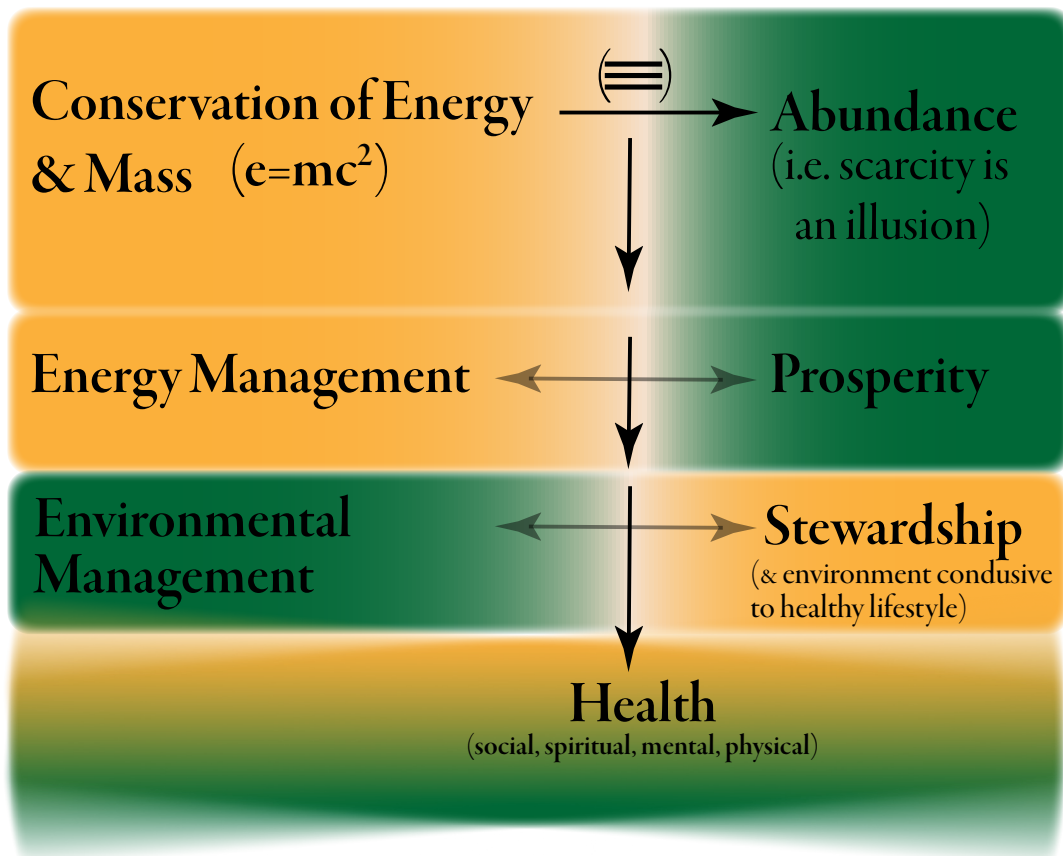 (≡)
Conservation of Energy
& Mass (e=mc²)
Abundance
(i.e. scarcity is
an illusion)
Energy Management
Prosperity
Environmental
Management
Stewardship
(& environment condusive
to healthy lifestyle)
Health
(social, spiritual, mental, physical)